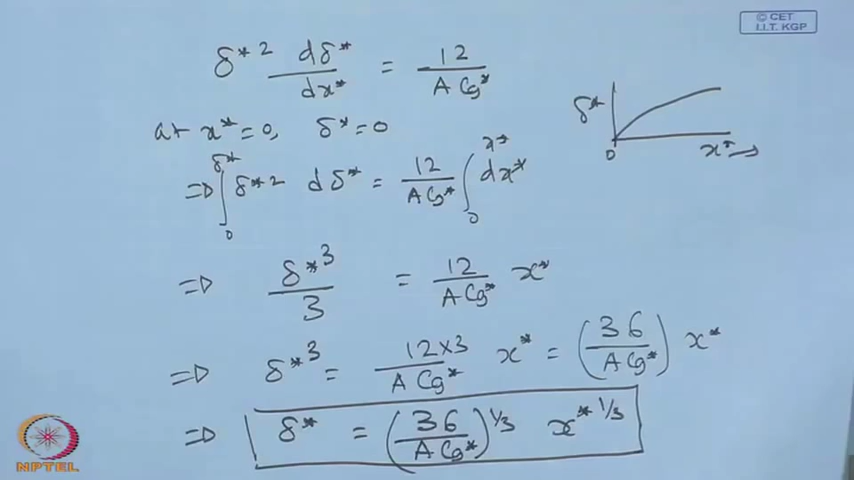 © CET
I.I.T. KGP
δ*² dδ*/dx* = 12/(A Cg*)
at x*=0, δ*=0
⇒ ∫₀^δ* δ*² dδ* = 12/(A Cg*) ∫₀^x* dx*
δ*
0
x* →
⇒ δ*³/3 = 12/(A Cg*) x*
⇒ δ*³ = 12×3/(A Cg*) x* = (36/(A Cg*)) x*
⇒ δ* = (36/(A Cg*))^1/3 x*^1/3
NPTEL